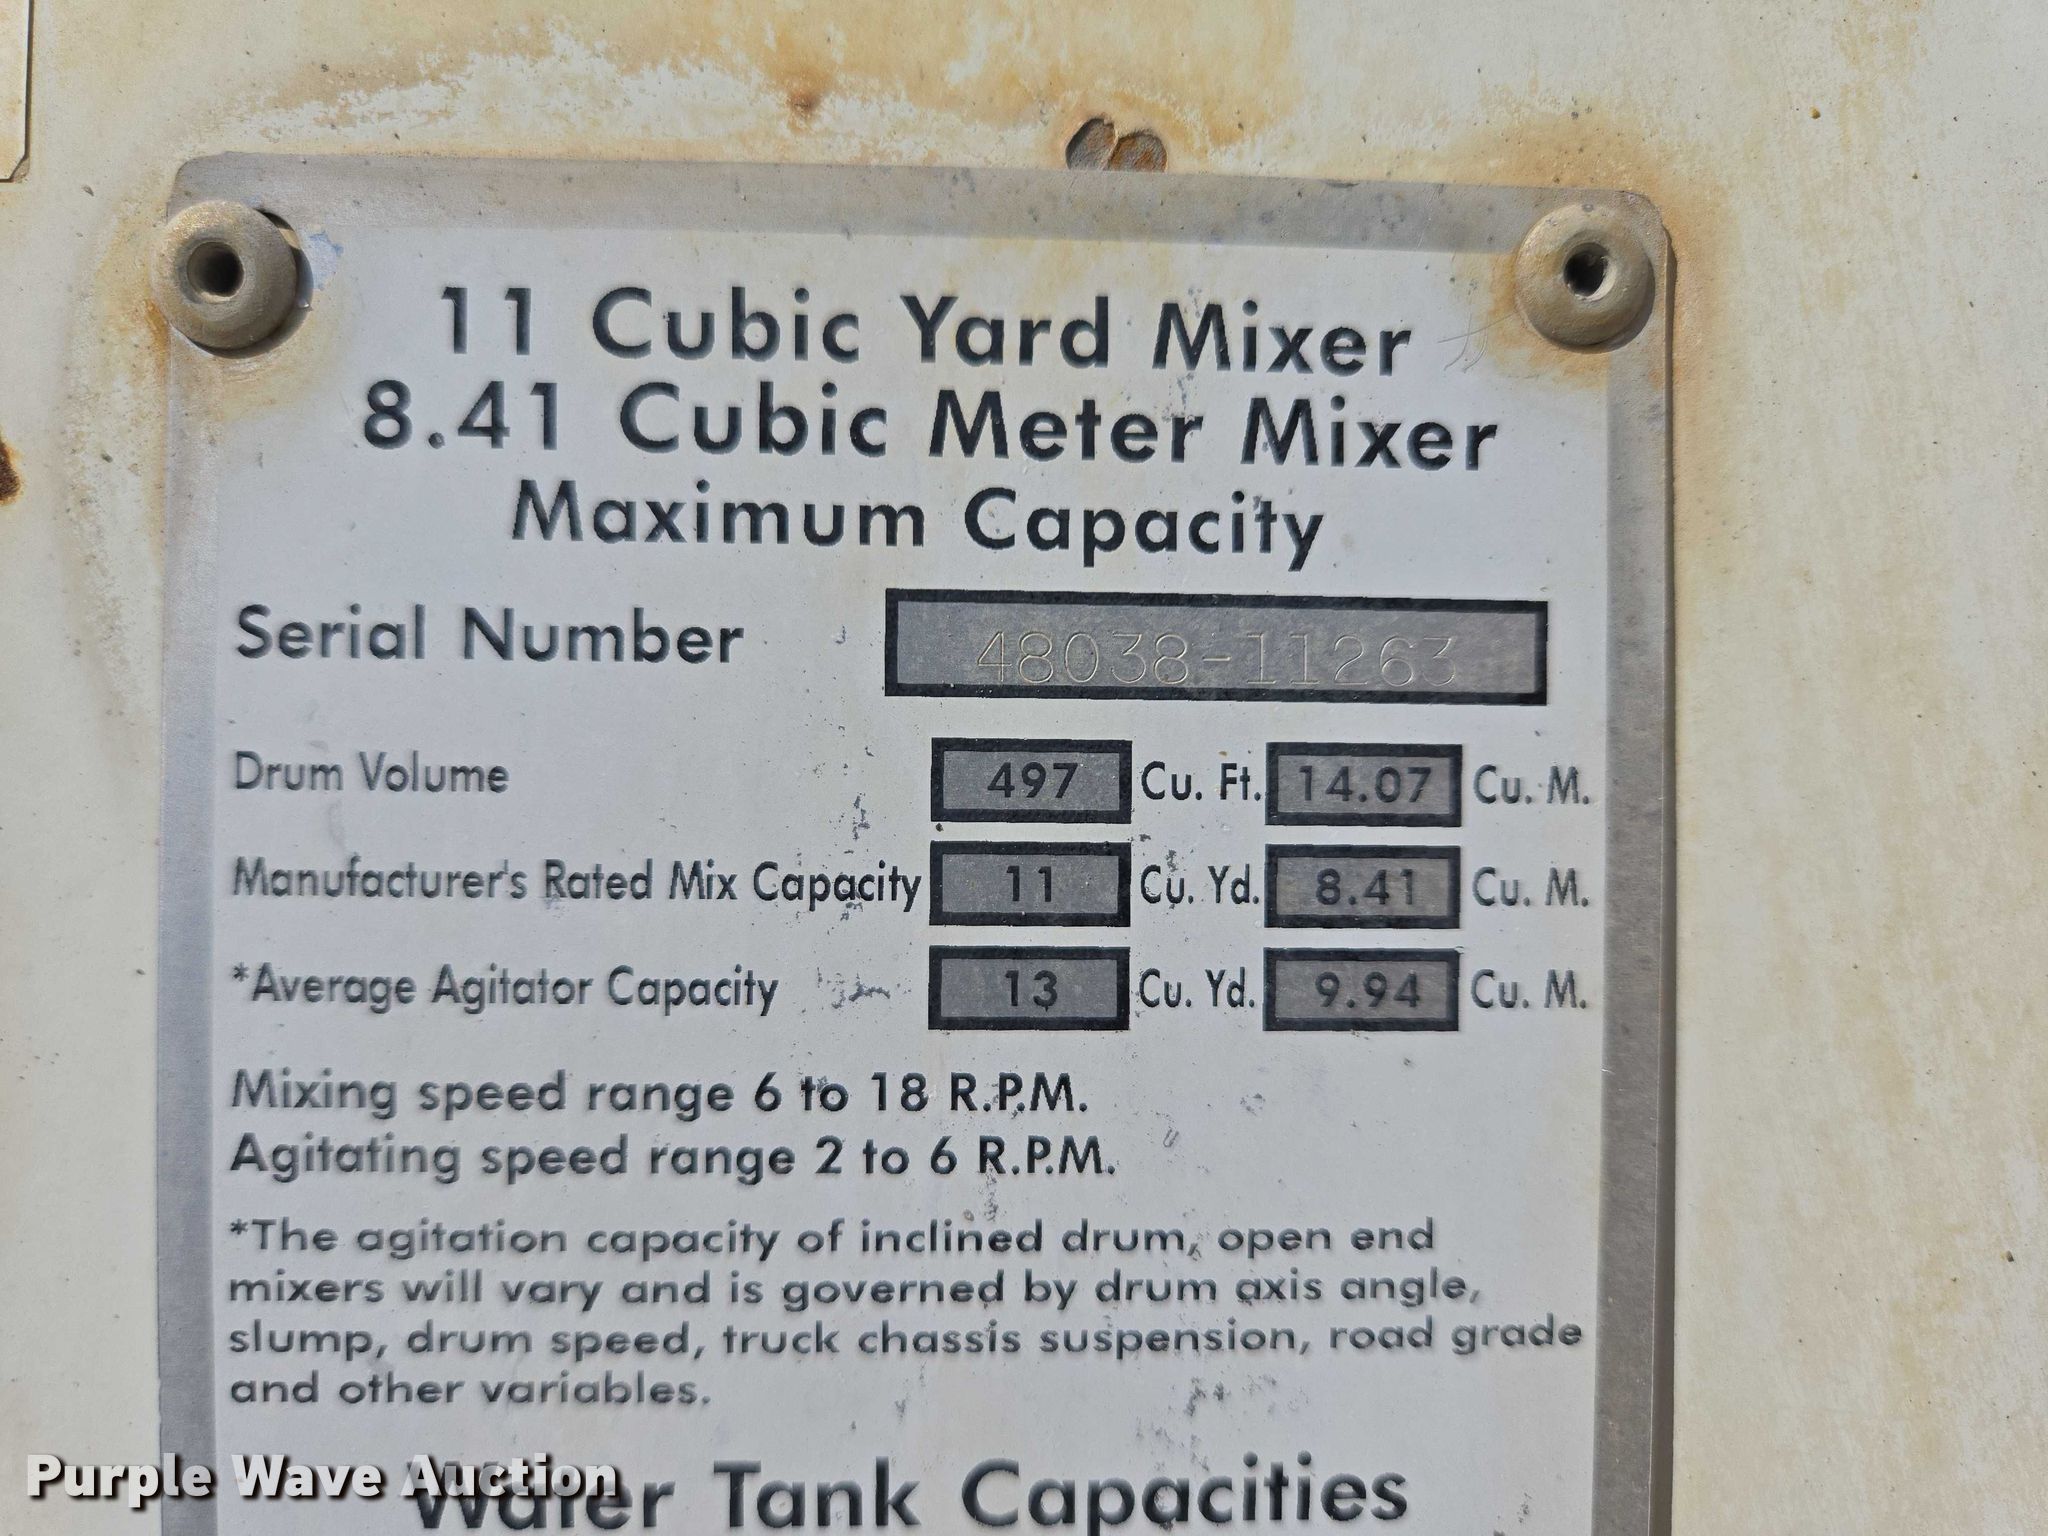 11 Cubic Yard Mixer
8.41 Cubic Meter Mixer
Maximum Capacity
Serial Number 48038-11263
Drum Volume 497 Cu. Ft. 14.07 Cu. M.
Manufacturer's Rated Mix Capacity 11 Cu. Yd. 8.41 Cu. M.
*Average Agitator Capacity 13 Cu. Yd. 9.94 Cu. M.
Mixing speed range 6 to 18 R.P.M.
Agitating speed range 2 to 6 R.P.M.
*The agitation capacity of inclined drum, open end
mixers will vary and is governed by drum axis angle,
slump, drum speed, truck chassis suspension, road grade
and other variables.
Water Tank Capacities
Purple Wave Auction